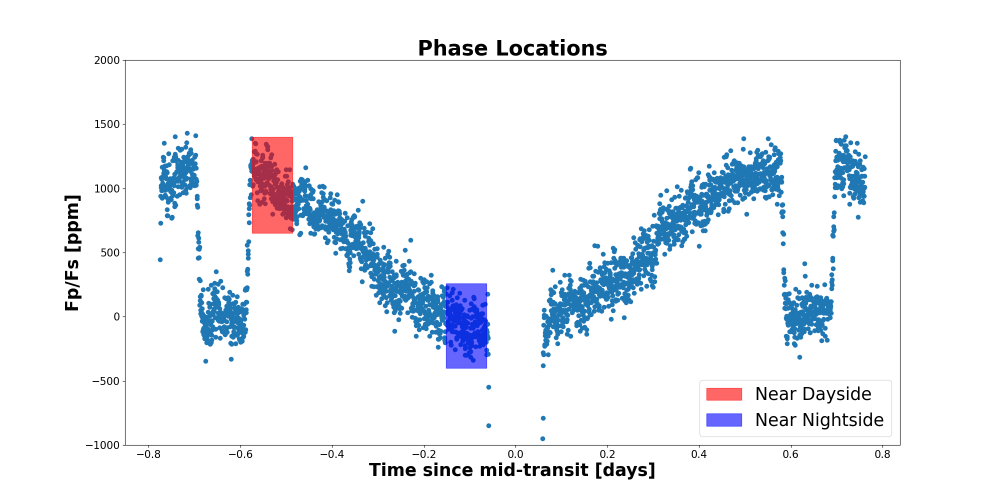 Phase Locations
2000
1500
1000
500
0
−500
−1000
Fp/Fs [ppm]
−0.8 −0.6 −0.4 −0.2 0.0 0.2 0.4 0.6 0.8
Time since mid-transit [days]
Near Dayside
Near Nightside